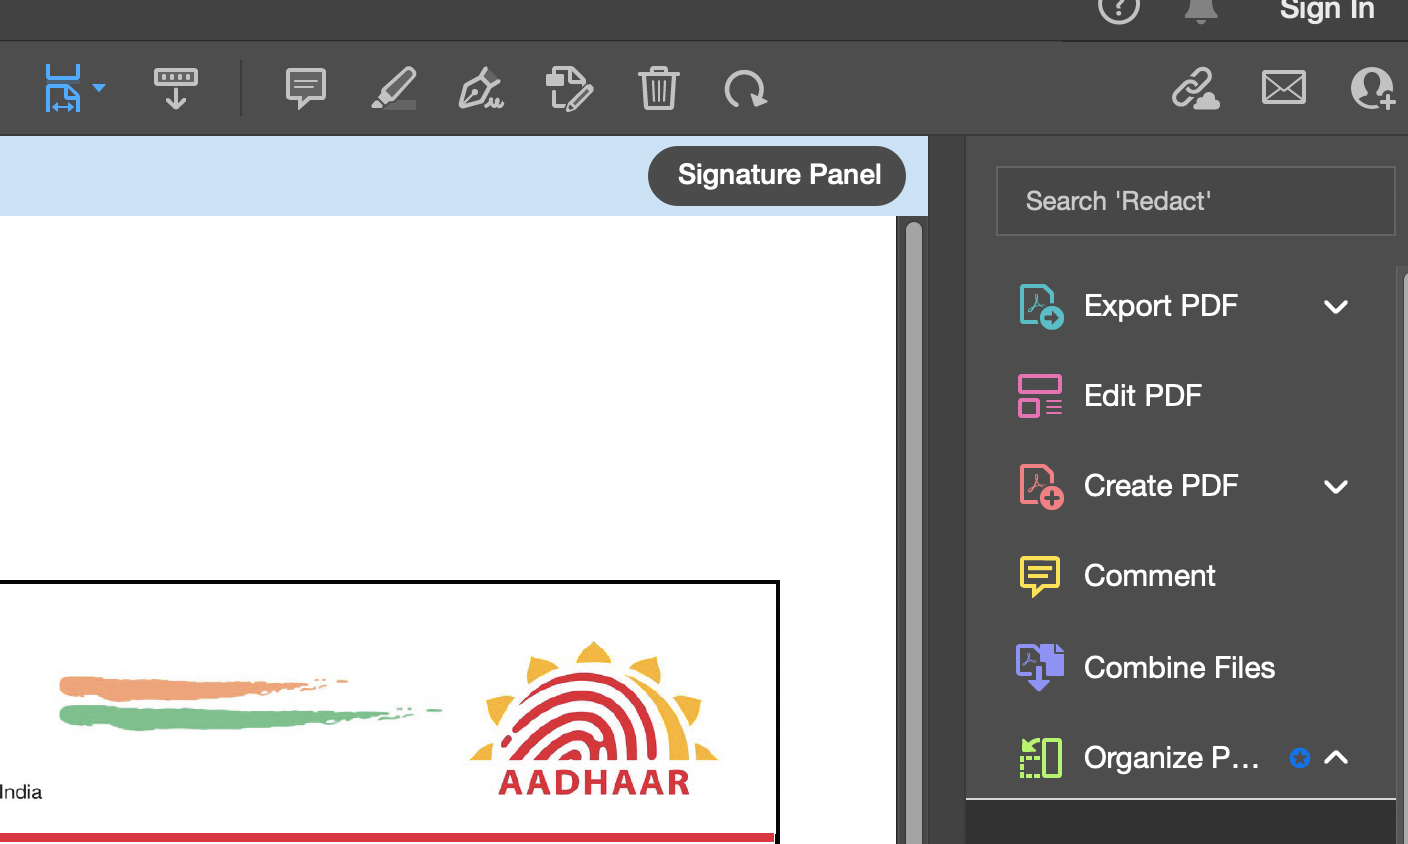 Sign In
Signature Panel
Search 'Redact'
Export PDF
Edit PDF
Create PDF
Comment
Combine Files
Organize P...
AADHAAR
India